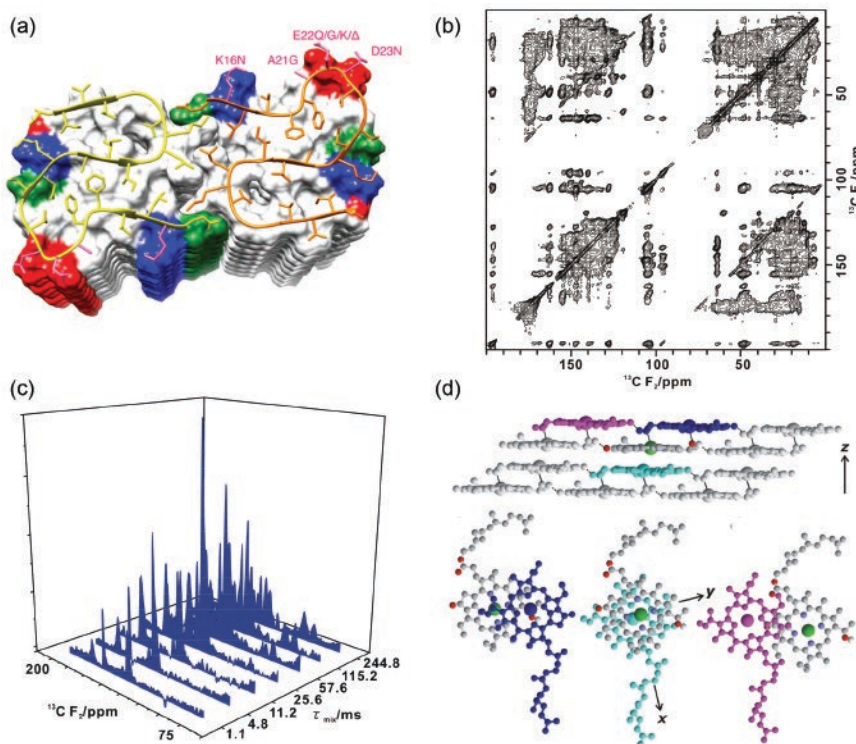 (a)
E22Q/G/K/Δ
K16N
A21G
D23N
(b)
50
100
150
¹³C F₁/ppm
150
100
50
¹³C F₂/ppm
(c)
200
75
¹³C F₂/ppm
1.1
4.8
11.2
25.6
57.6
115.2
244.8
τ mix/ms
(d)
z
y
x